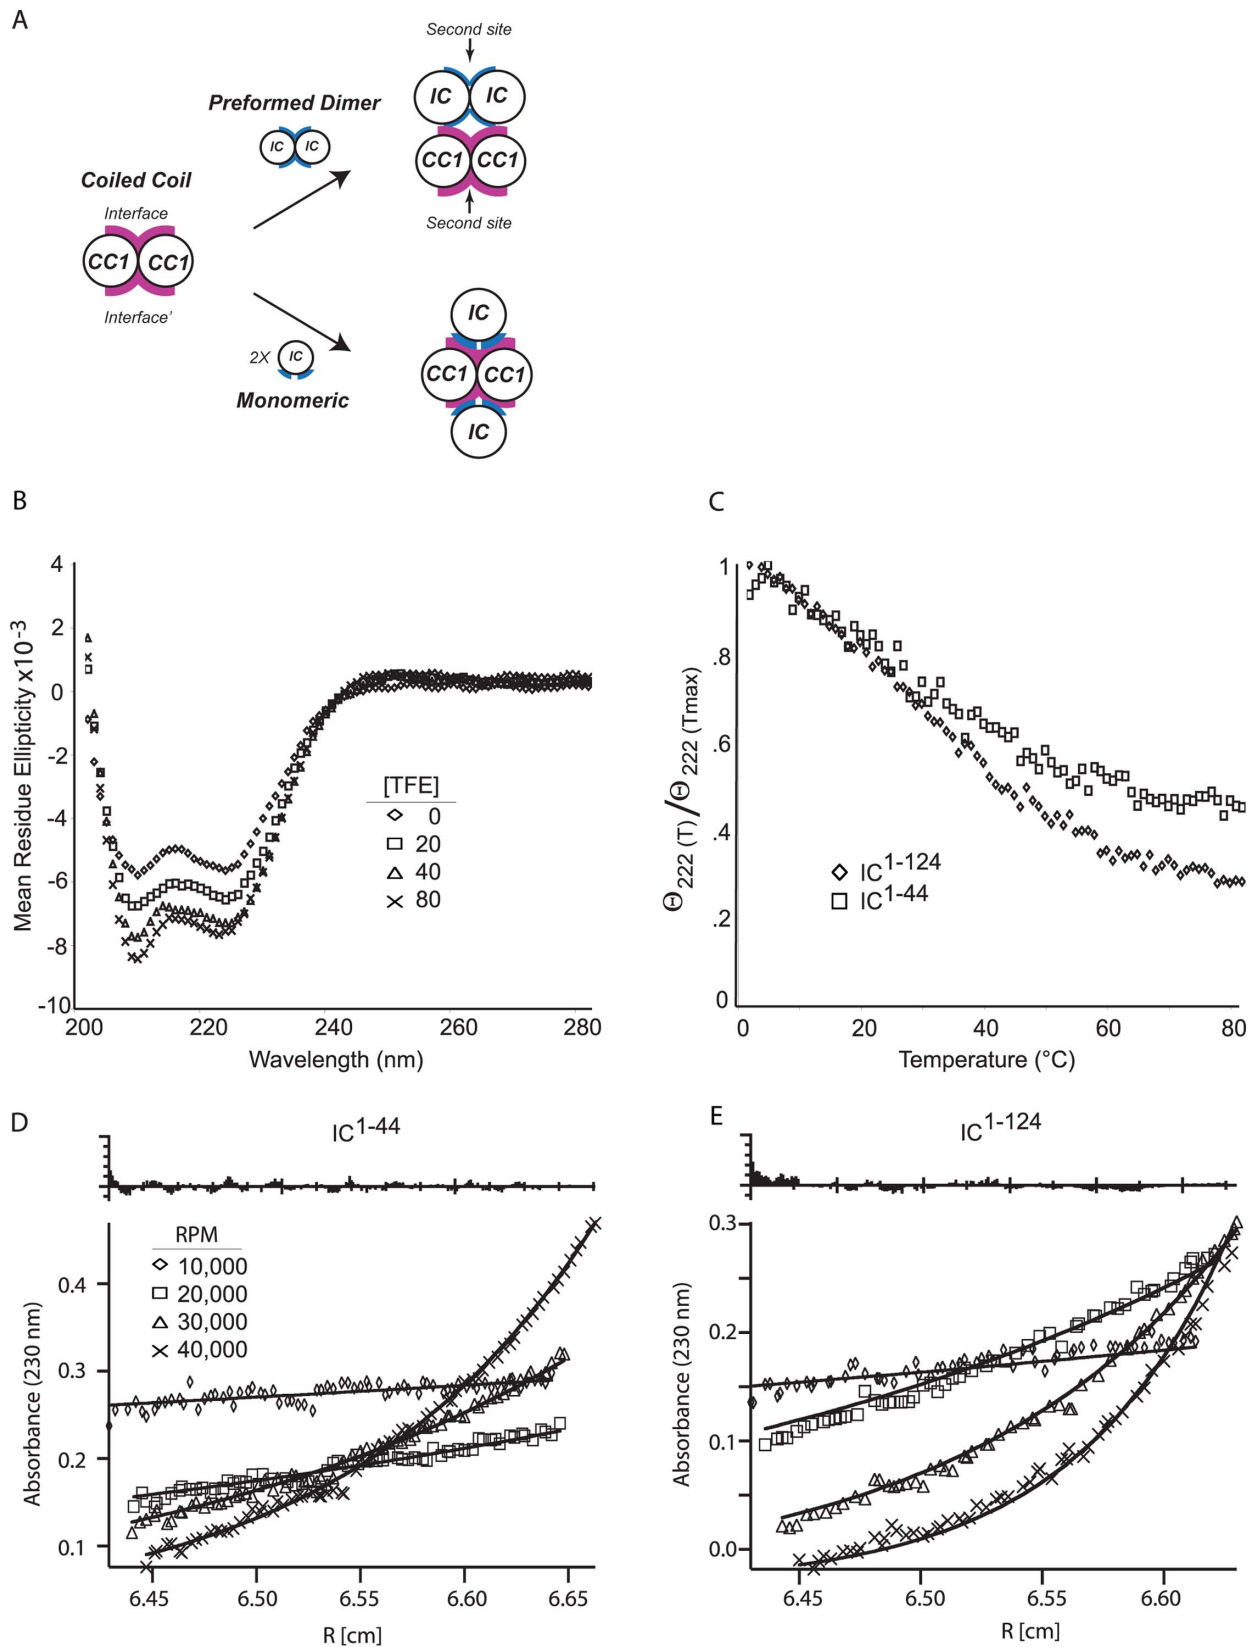 A
Second site
Preformed Dimer
IC IC
IC IC
CC1 CC1
Second site
Coiled Coil
Interface
CC1 CC1
Interface'
2X IC
Monomeric
IC
CC1 CC1
IC
B
4
2
0
-2
-4
-6
-8
-10
Mean Residue Ellipticity x10-3
[TFE]
0
20
40
80
200 220 240 260 280
Wavelength (nm)
C
1
.8
.6
.4
.2
0
Θ222 (T)/Θ222 (Tmax)
IC1-124
IC1-44
0 20 40 60 80
Temperature (°C)
D
IC1-44
RPM
10,000
20,000
30,000
40,000
0.4
0.3
0.2
0.1
Absorbance (230 nm)
6.45 6.50 6.55 6.60 6.65
R [cm]
E
IC1-124
0.3
0.2
0.1
0.0
Absorbance (230 nm)
6.45 6.50 6.55 6.60
R [cm]